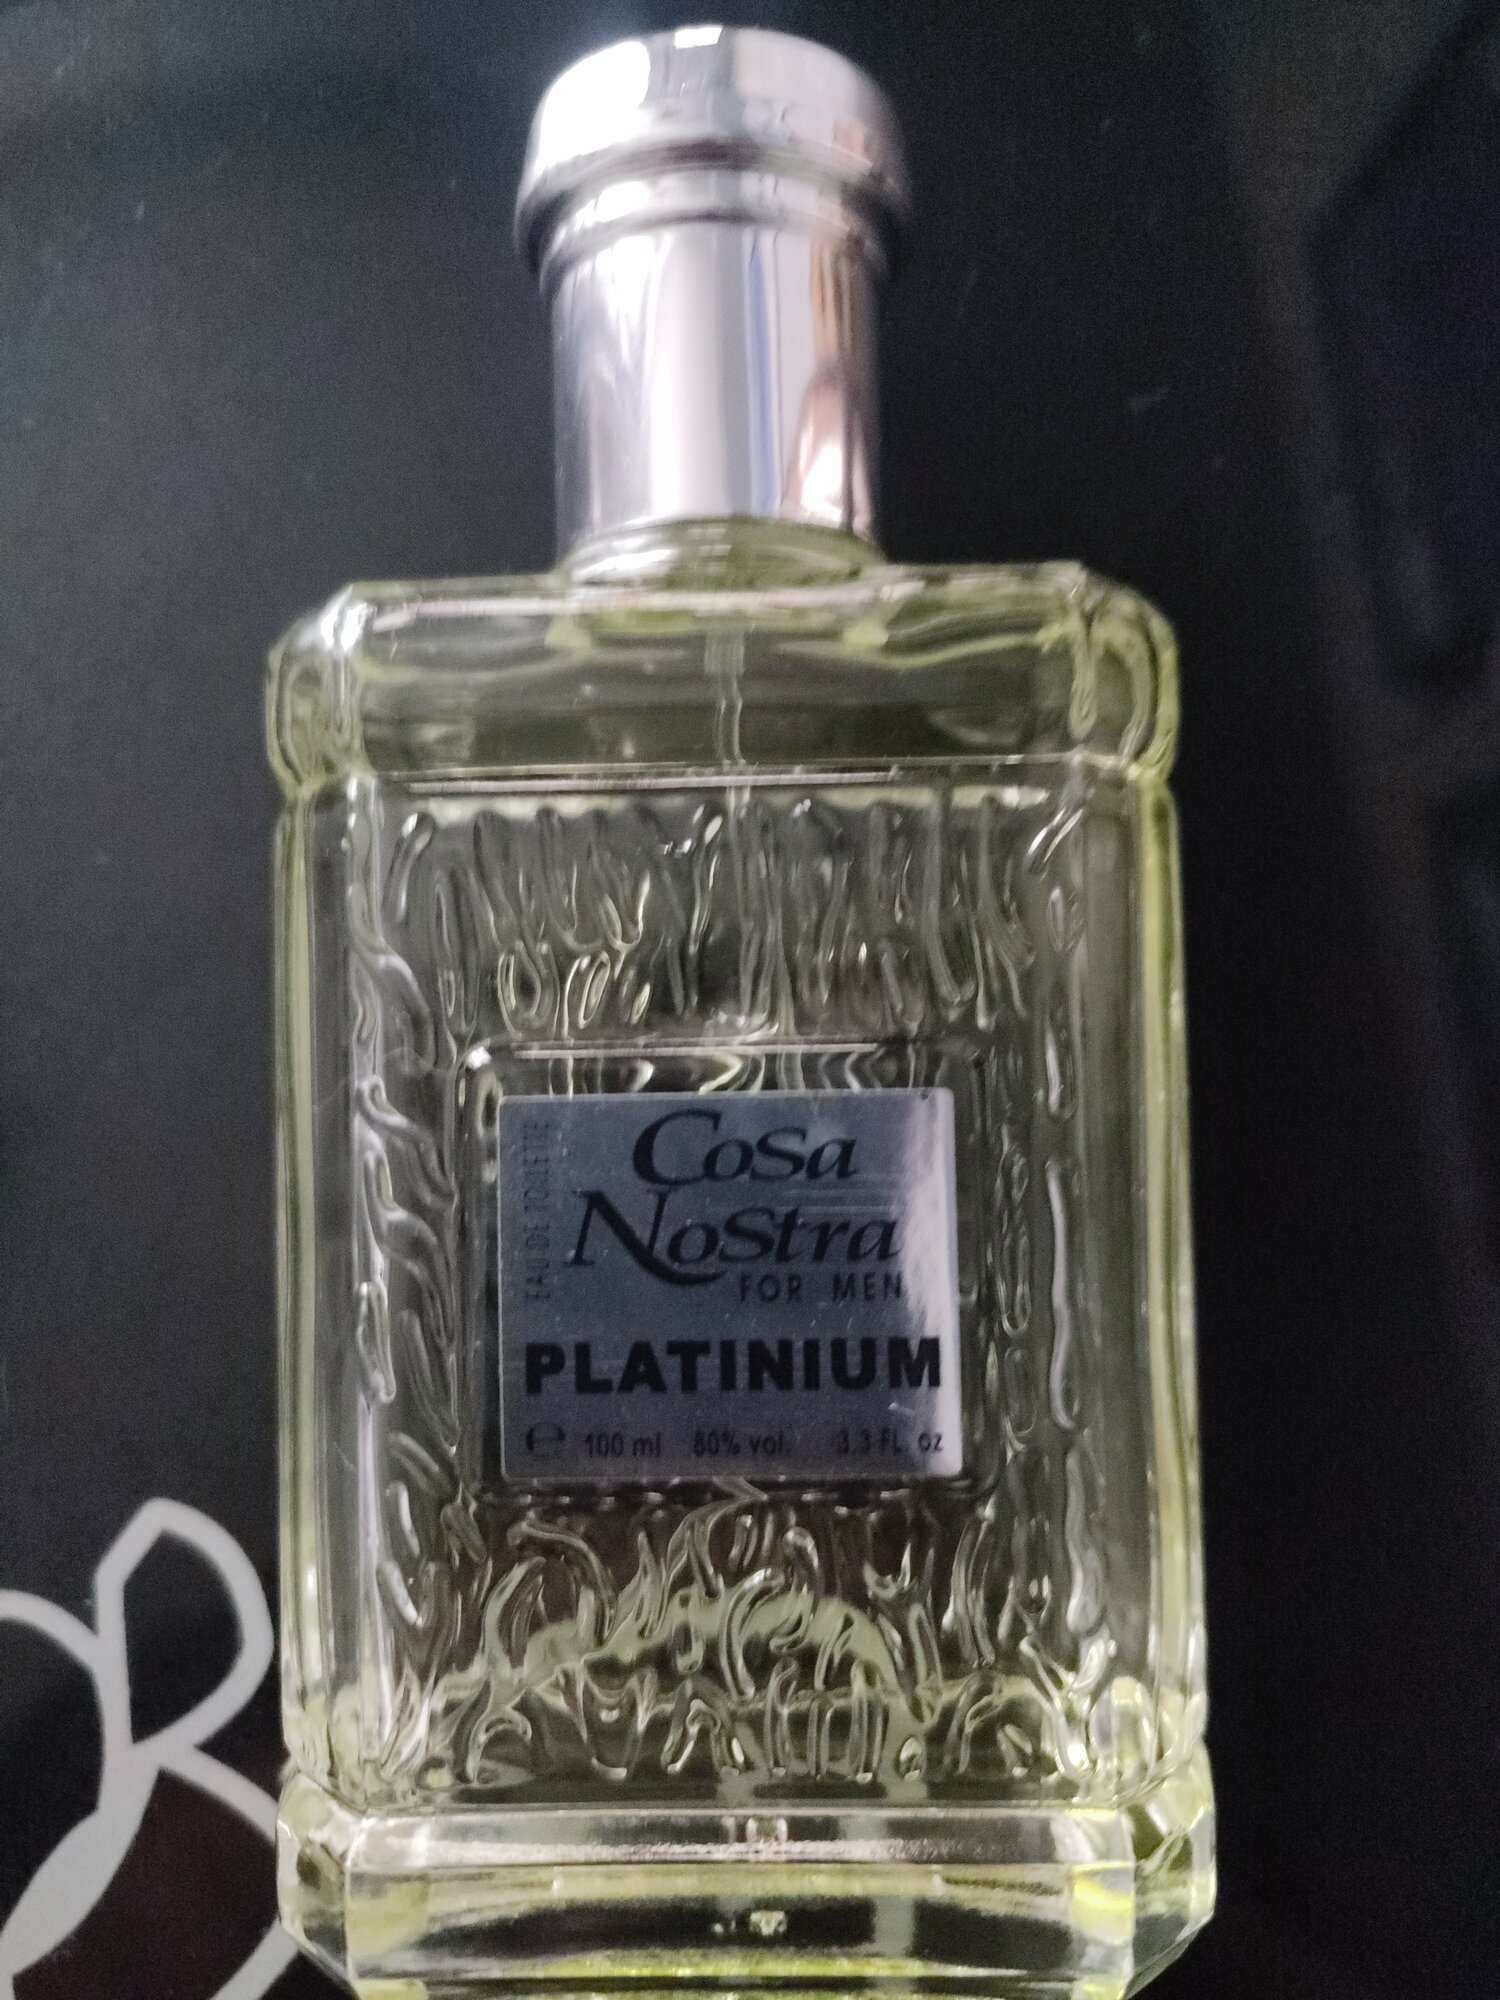 EAU DE TOILETTE
CoSa
NoStra
FOR MEN
PLATINIUM
℮ 100 ml 80% vol. 3.3 FL. oz